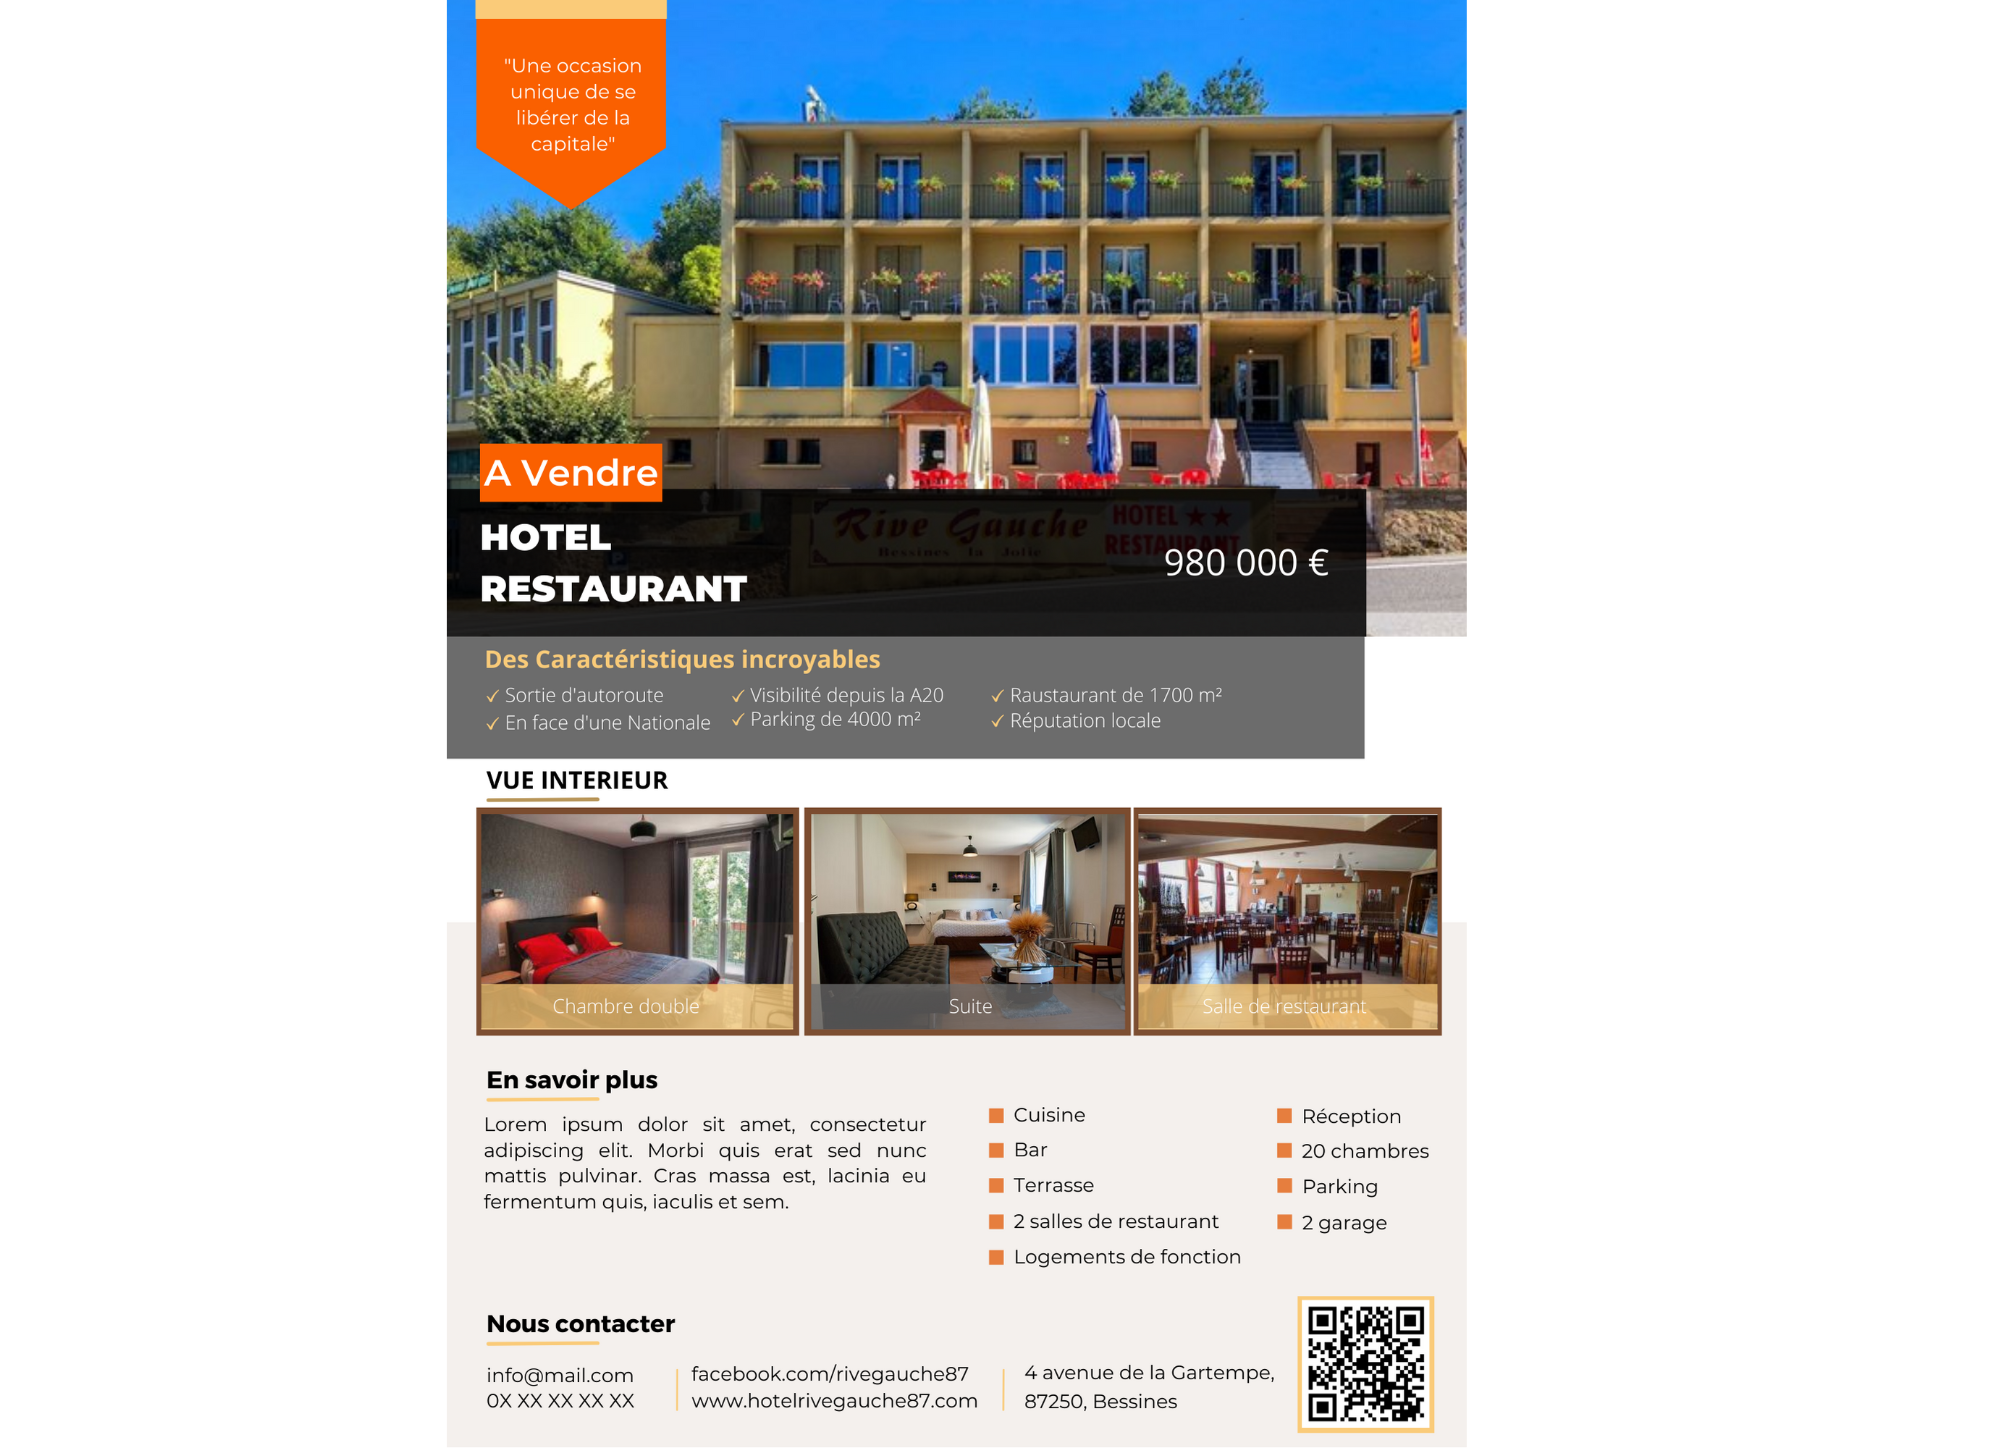 "Une occasion
unique de se
libérer de la
capitale"
RIVE GAUCHE
A Vendre
Rive Gauche
HOTEL ★★
Bessines la Jolie
RESTAURANT
HOTEL
RESTAURANT
980 000 €
Des Caractéristiques incroyables
✓ Sortie d'autoroute
✓ En face d'une Nationale
✓ Visibilité depuis la A20
✓ Parking de 4000 m²
✓ Raustaurant de 1700 m²
✓ Réputation locale
VUE INTERIEUR
Chambre double
Suite
Salle de restaurant
En savoir plus
Lorem ipsum dolor sit amet, consectetur
adipiscing elit. Morbi quis erat sed nunc
mattis pulvinar. Cras massa est, lacinia eu
fermentum quis, iaculis et sem.
Cuisine
Bar
Terrasse
2 salles de restaurant
Logements de fonction
Réception
20 chambres
Parking
2 garage
Nous contacter
info@mail.com
0X XX XX XX XX
facebook.com/rivegauche87
www.hotelrivegauche87.com
4 avenue de la Gartempe,
87250, Bessines